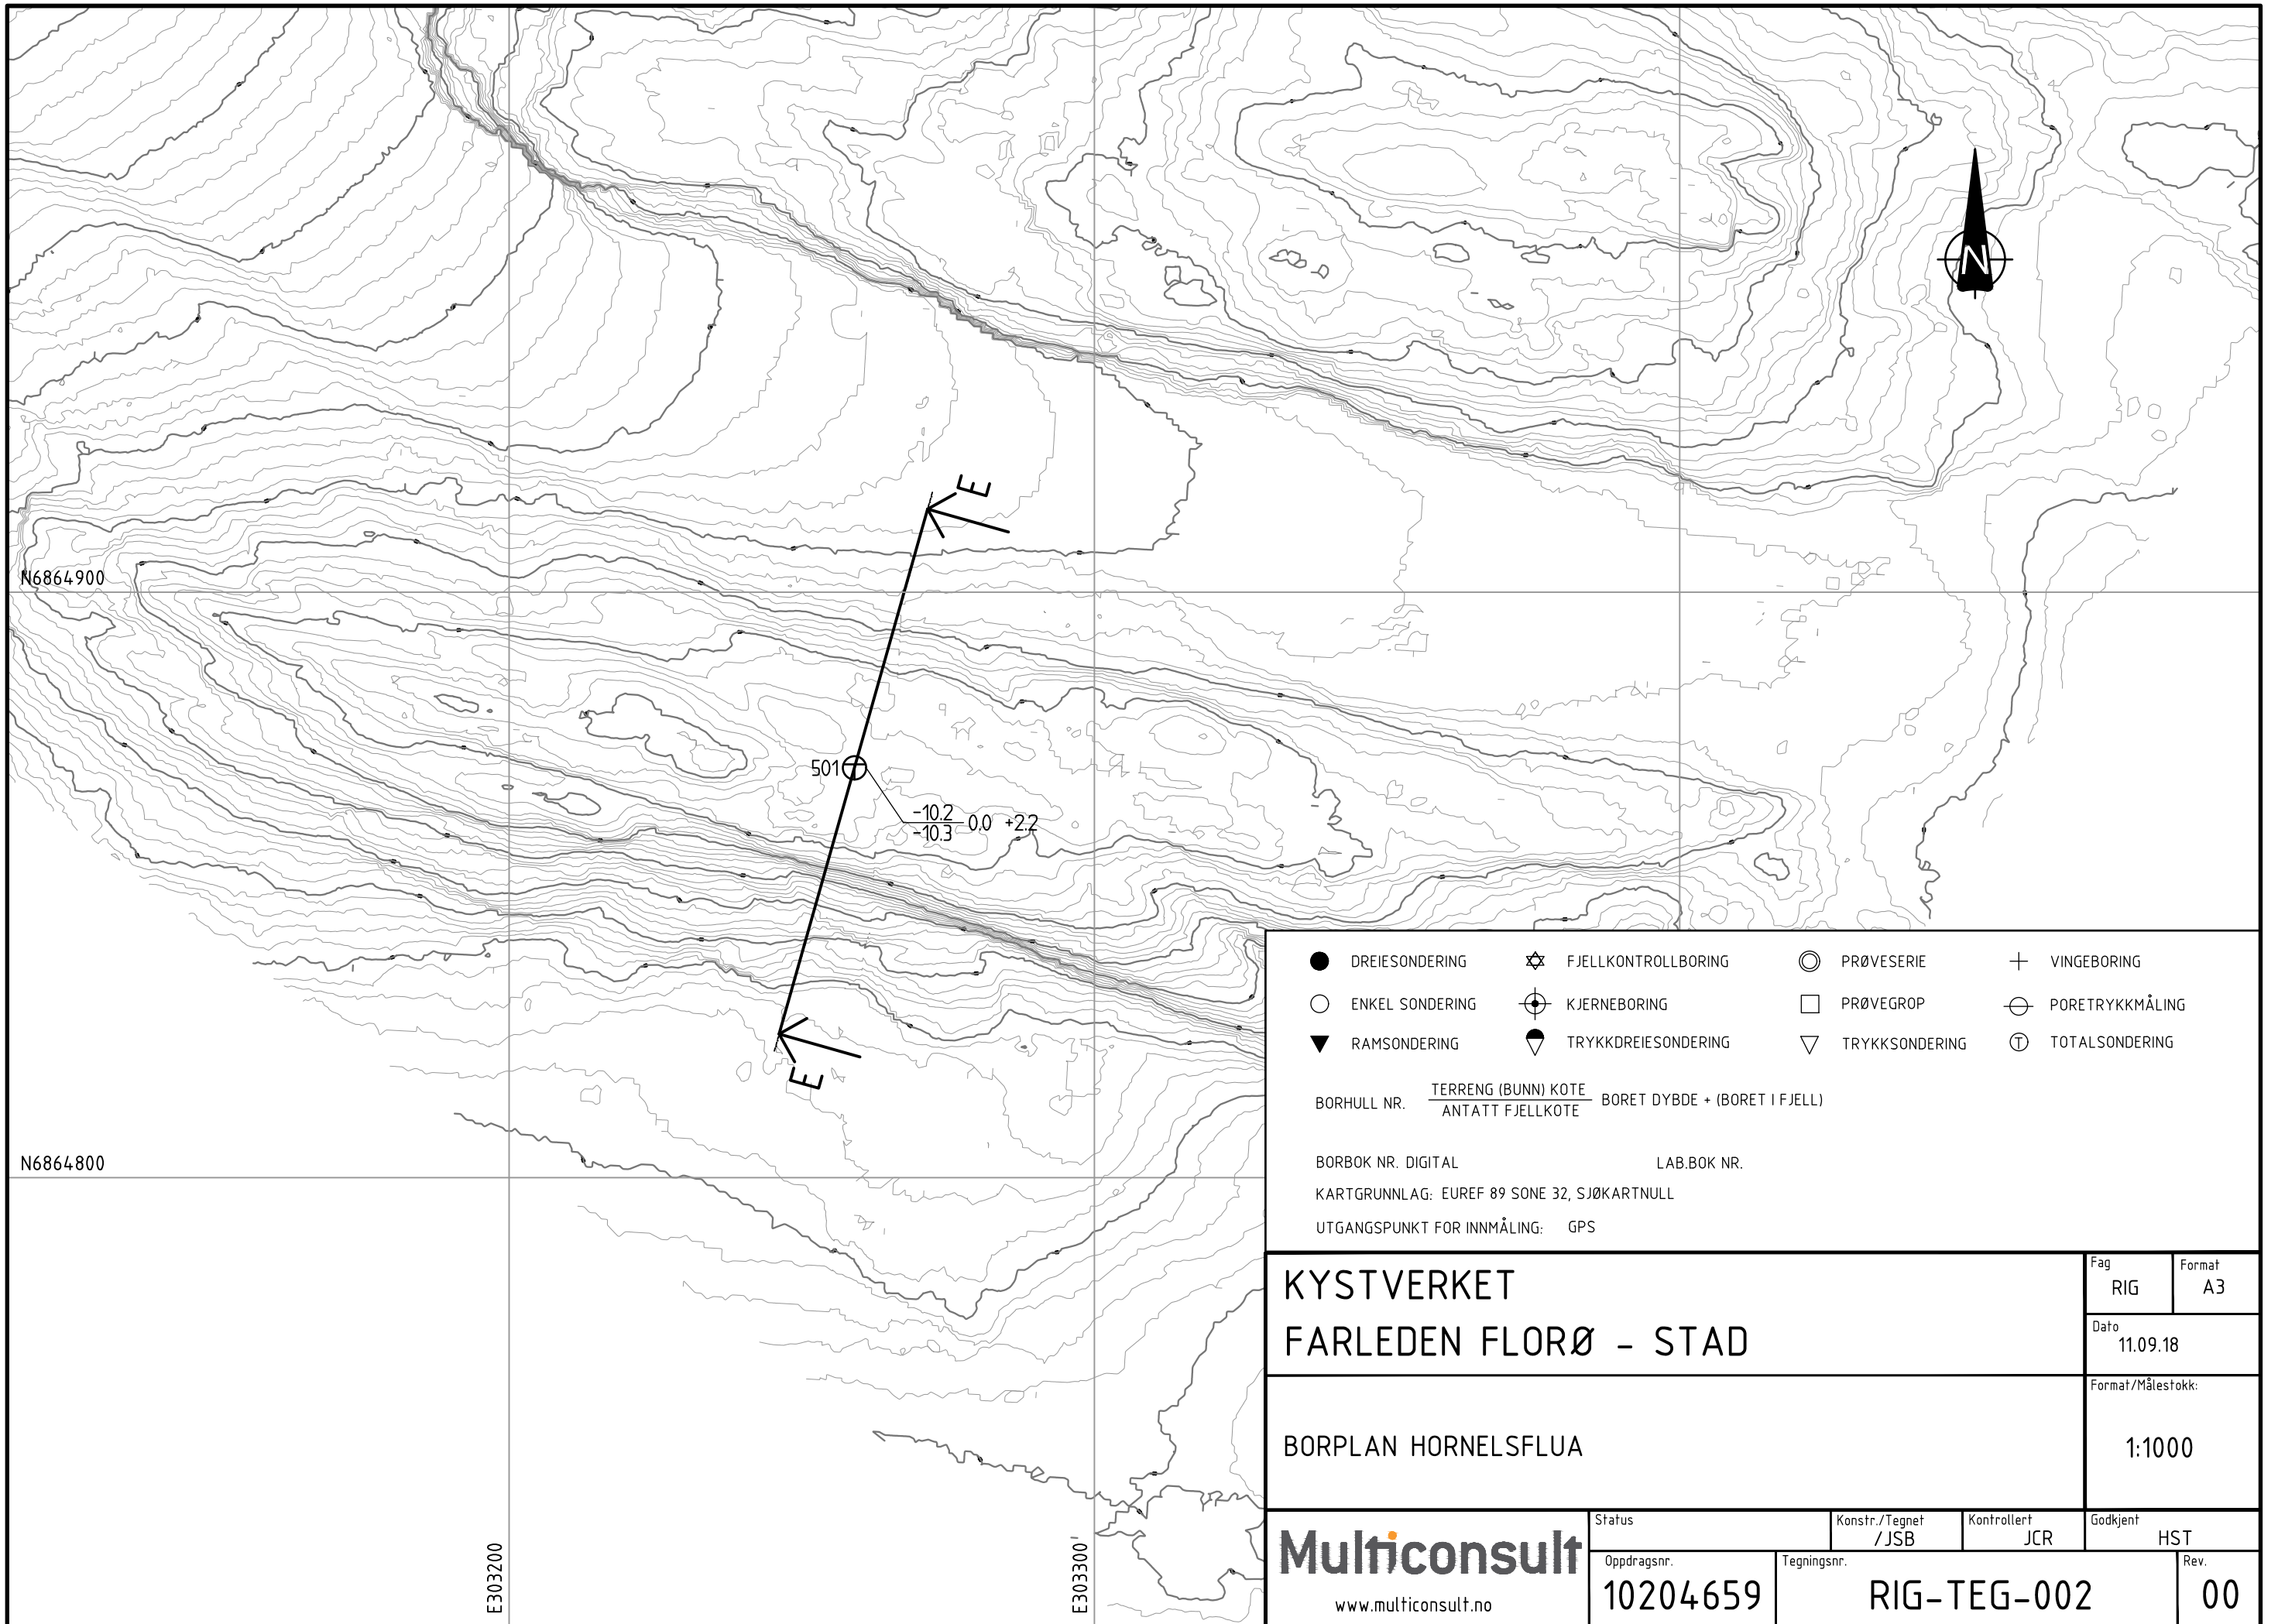 N
E
N6864900
501
-10.2
-10.3
0.0 +2.2
E
N6864800
E303200
E303300
DREIESONDERING
FJELLKONTROLLBORING
PRØVESERIE
VINGEBORING
ENKEL SONDERING
KJERNEBORING
PRØVEGROP
PORETRYKKMÅLING
RAMSONDERING
TRYKKDREIESONDERING
TRYKKSONDERING
T
TOTALSONDERING
BORHULL NR.
TERRENG (BUNN) KOTE
ANTATT FJELLKOTE
BORET DYBDE + (BORET I FJELL)
BORBOK NR. DIGITAL
LAB.BOK NR.
KARTGRUNNLAG: EUREF 89 SONE 32, SJØKARTNULL
UTGANGSPUNKT FOR INNMÅLING: GPS
KYSTVERKET
FARLEDEN FLORØ - STAD
Fag
RIG
Format
A3
Dato
11.09.18
BORPLAN HORNELSFLUA
Format/Målestokk:
1:1000
Multiconsult
www.multiconsult.no
Status
Konstr./Tegnet
/JSB
Kontrollert
JCR
Godkjent
HST
Oppdragsnr.
10204659
Tegningsnr.
RIG-TEG-002
Rev.
00